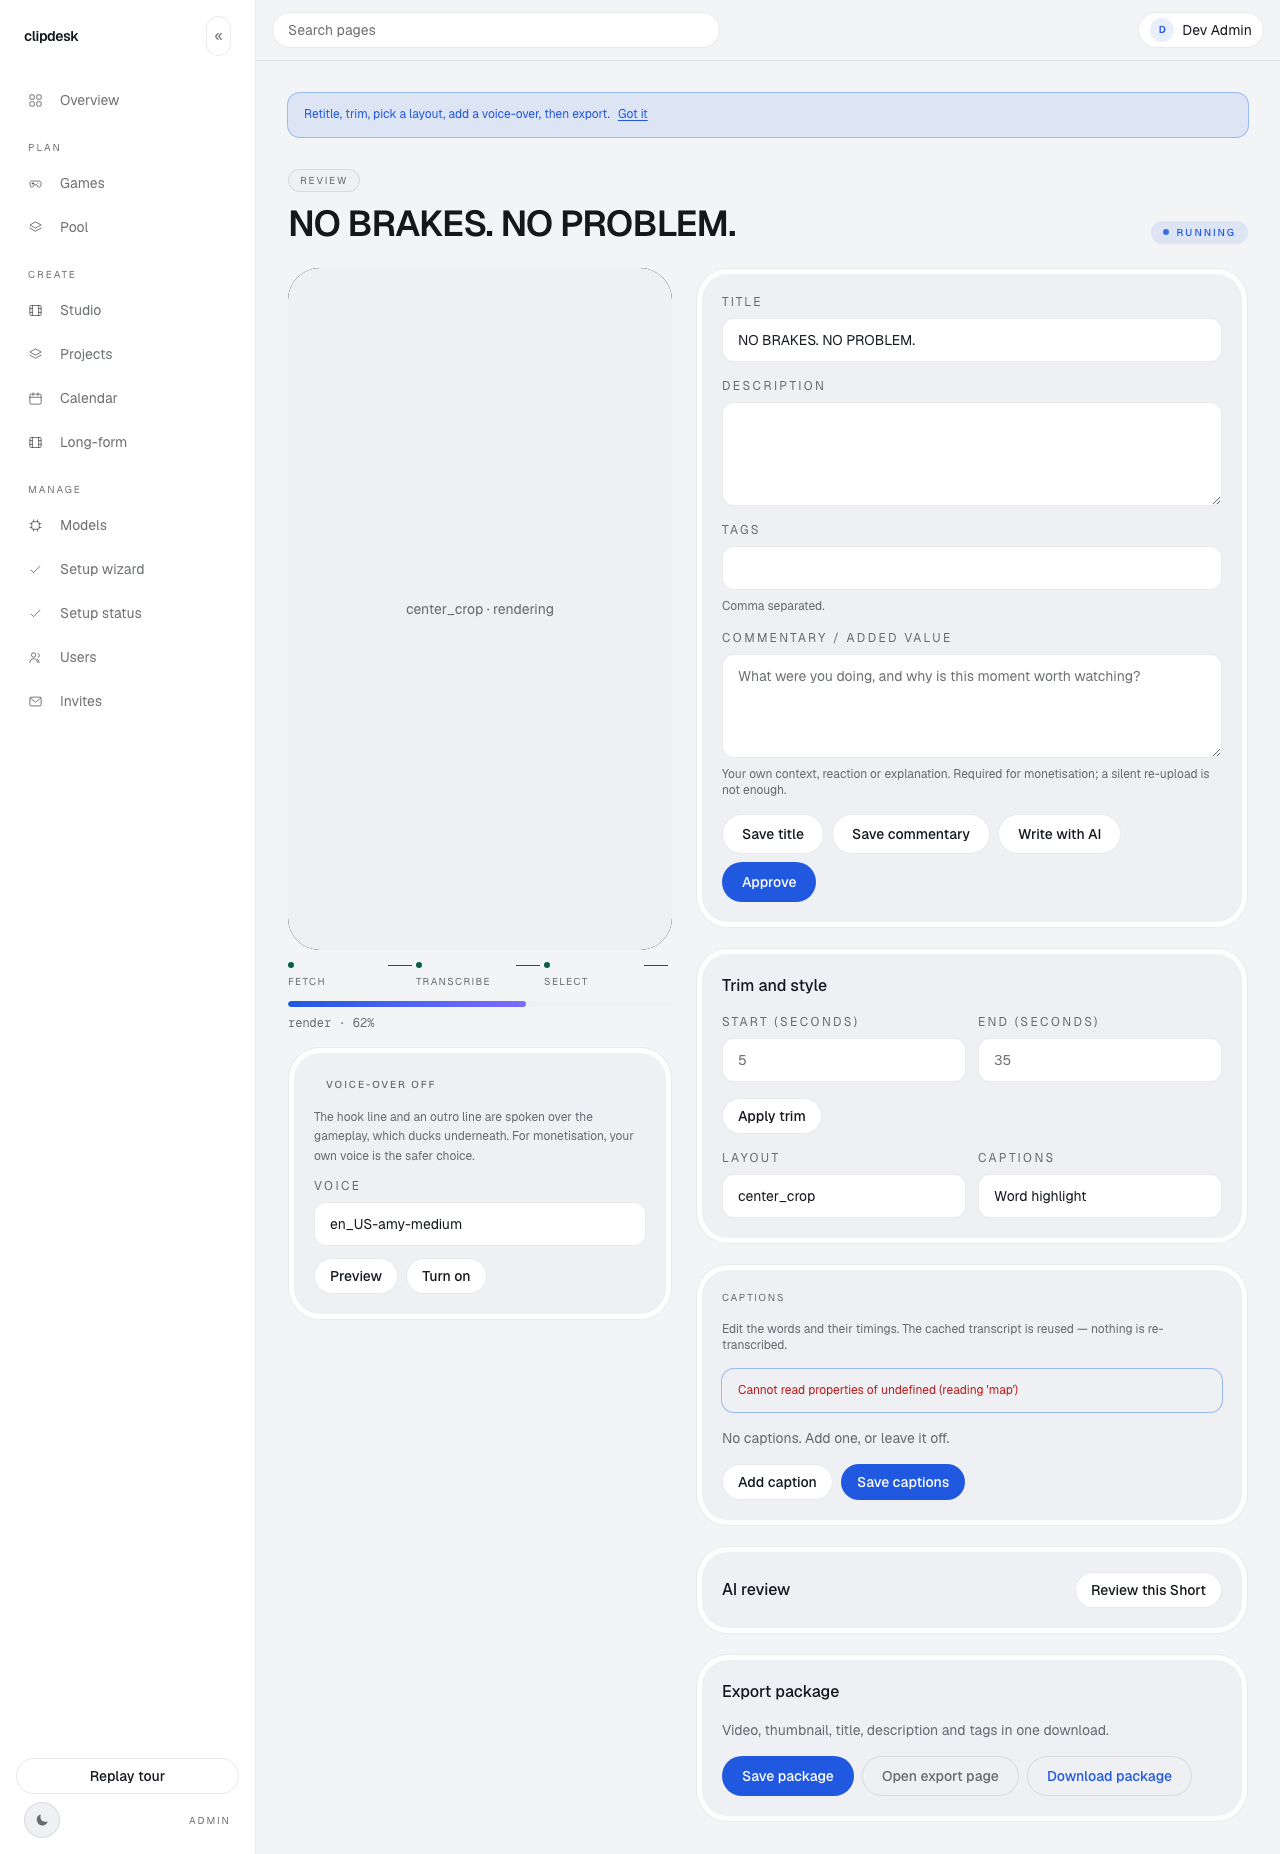 clipdesk
«
Overview
PLAN
Games
Pool
CREATE
Studio
Projects
Calendar
Long-form
MANAGE
Models
Setup wizard
Setup status
Users
Invites
Replay tour
ADMIN
Search pages
D
Dev Admin
Retitle, trim, pick a layout, add a voice-over, then export. Got it
REVIEW
NO BRAKES. NO PROBLEM.
RUNNING
center_crop · rendering
FETCH
TRANSCRIBE
SELECT
render · 62%
VOICE-OVER OFF
The hook line and an outro line are spoken over the
gameplay, which ducks underneath. For monetisation, your
own voice is the safer choice.
VOICE
en_US-amy-medium
Preview
Turn on
TITLE
NO BRAKES. NO PROBLEM.
DESCRIPTION
TAGS
Comma separated.
COMMENTARY / ADDED VALUE
What were you doing, and why is this moment worth watching?
Your own context, reaction or explanation. Required for monetisation; a silent re-upload is
not enough.
Save title
Save commentary
Write with AI
Approve
Trim and style
START (SECONDS)
END (SECONDS)
5
35
Apply trim
LAYOUT
CAPTIONS
center_crop
Word highlight
CAPTIONS
Edit the words and their timings. The cached transcript is reused — nothing is re-
transcribed.
Cannot read properties of undefined (reading 'map')
No captions. Add one, or leave it off.
Add caption
Save captions
AI review
Review this Short
Export package
Video, thumbnail, title, description and tags in one download.
Save package
Open export page
Download package